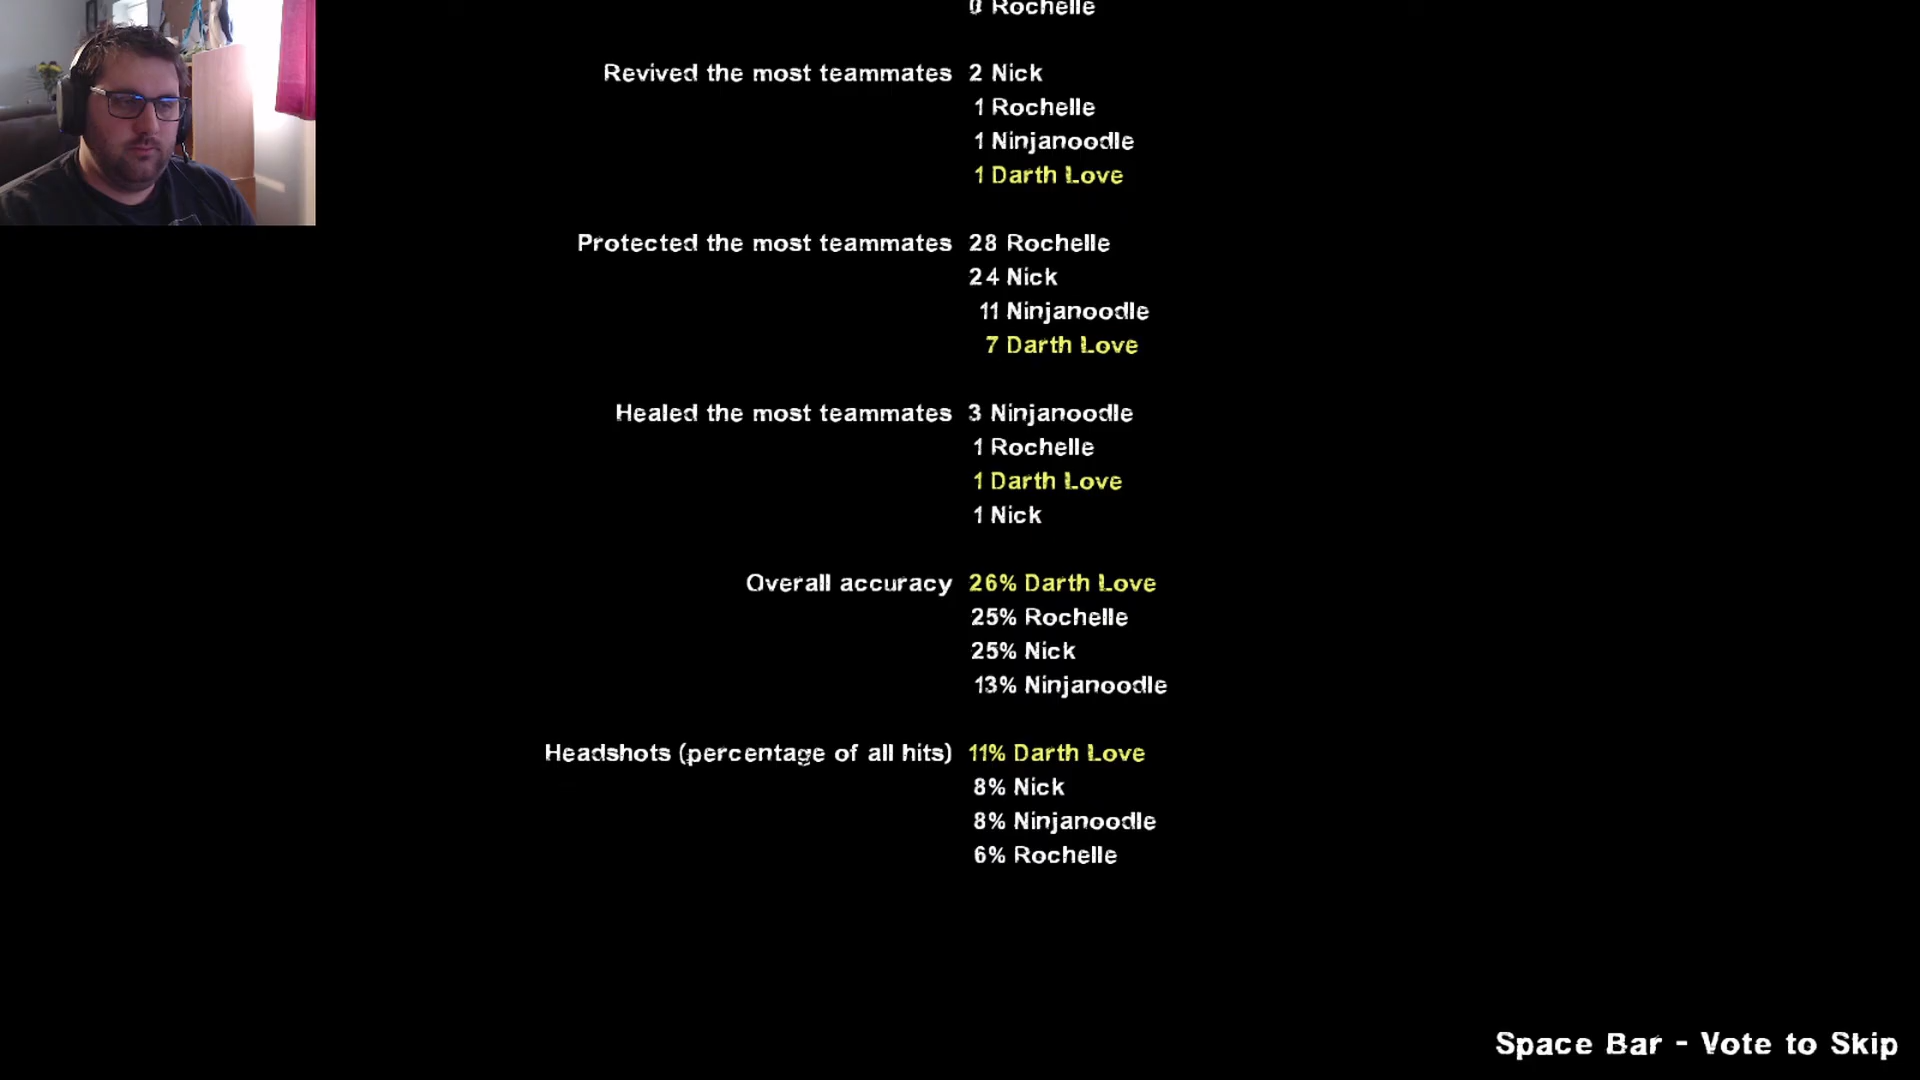 0 Rochelle
Revived the most teammates 2 Nick
1 Rochelle
1 Ninjanoodle
1 Darth Love
Protected the most teammates 28 Rochelle
24 Nick
11 Ninjanoodle
7 Darth Love
Healed the most teammates 3 Ninjanoodle
1 Rochelle
1 Darth Love
1 Nick
Overall accuracy 26% Darth Love
25% Rochelle
25% Nick
13% Ninjanoodle
Headshots (percentage of all hits) 11% Darth Love
8% Nick
8% Ninjanoodle
6% Rochelle
Space Bar - Vote to Skip